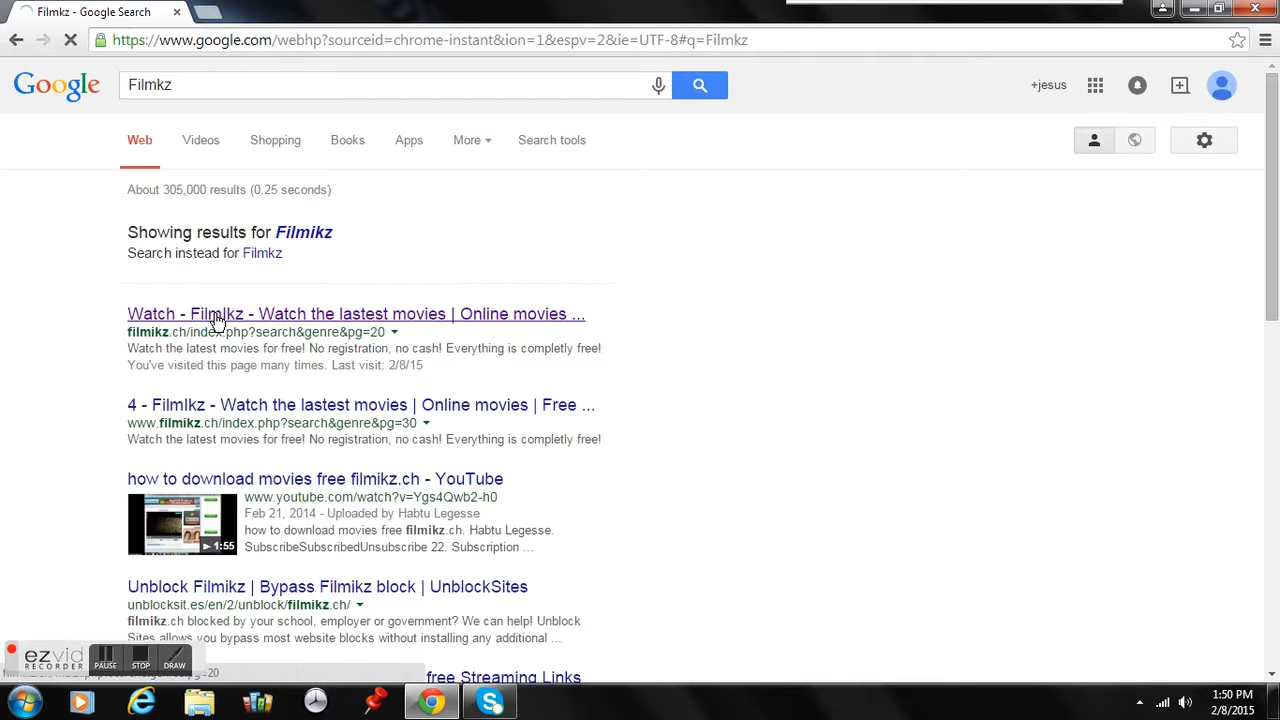 Filmkz - Google Search
https://www.google.com/webhp?sourceid=chrome-instant&ion=1&espv=2&ie=UTF-8#q=Filmkz
Google
Filmkz
+jesus
Web Videos Shopping Books Apps More Search tools
About 305,000 results (0.25 seconds)
Showing results for Filmikz
Search instead for Filmkz
Watch - FilmIkz - Watch the lastest movies | Online movies ...
filmikz.ch/index.php?search&genre&pg=20
Watch the latest movies for free! No registration, no cash! Everything is completly free!
You've visited this page many times. Last visit: 2/8/15
4 - FilmIkz - Watch the lastest movies | Online movies | Free ...
www.filmikz.ch/index.php?search&genre&pg=30
Watch the latest movies for free! No registration, no cash! Everything is completly free!
how to download movies free filmikz.ch - YouTube
www.youtube.com/watch?v=Ygs4Qwb2-h0
Feb 21, 2014 - Uploaded by Habtu Legesse
how to download movies free filmikz.ch. Habtu Legesse.
SubscribeSubscribedUnsubscribe 22. Subscription ...
1:55
Unblock Filmikz | Bypass Filmikz block | UnblockSites
unblocksit.es/en/2/unblock/filmikz.ch/
filmikz.ch blocked by your school, employer or government? We can help! Unblock
Sites allows you bypass most website blocks without installing any additional ...
free Streaming Links
ezvid
RECORDER
PAUSE STOP DRAW
1:50 PM
2/8/2015